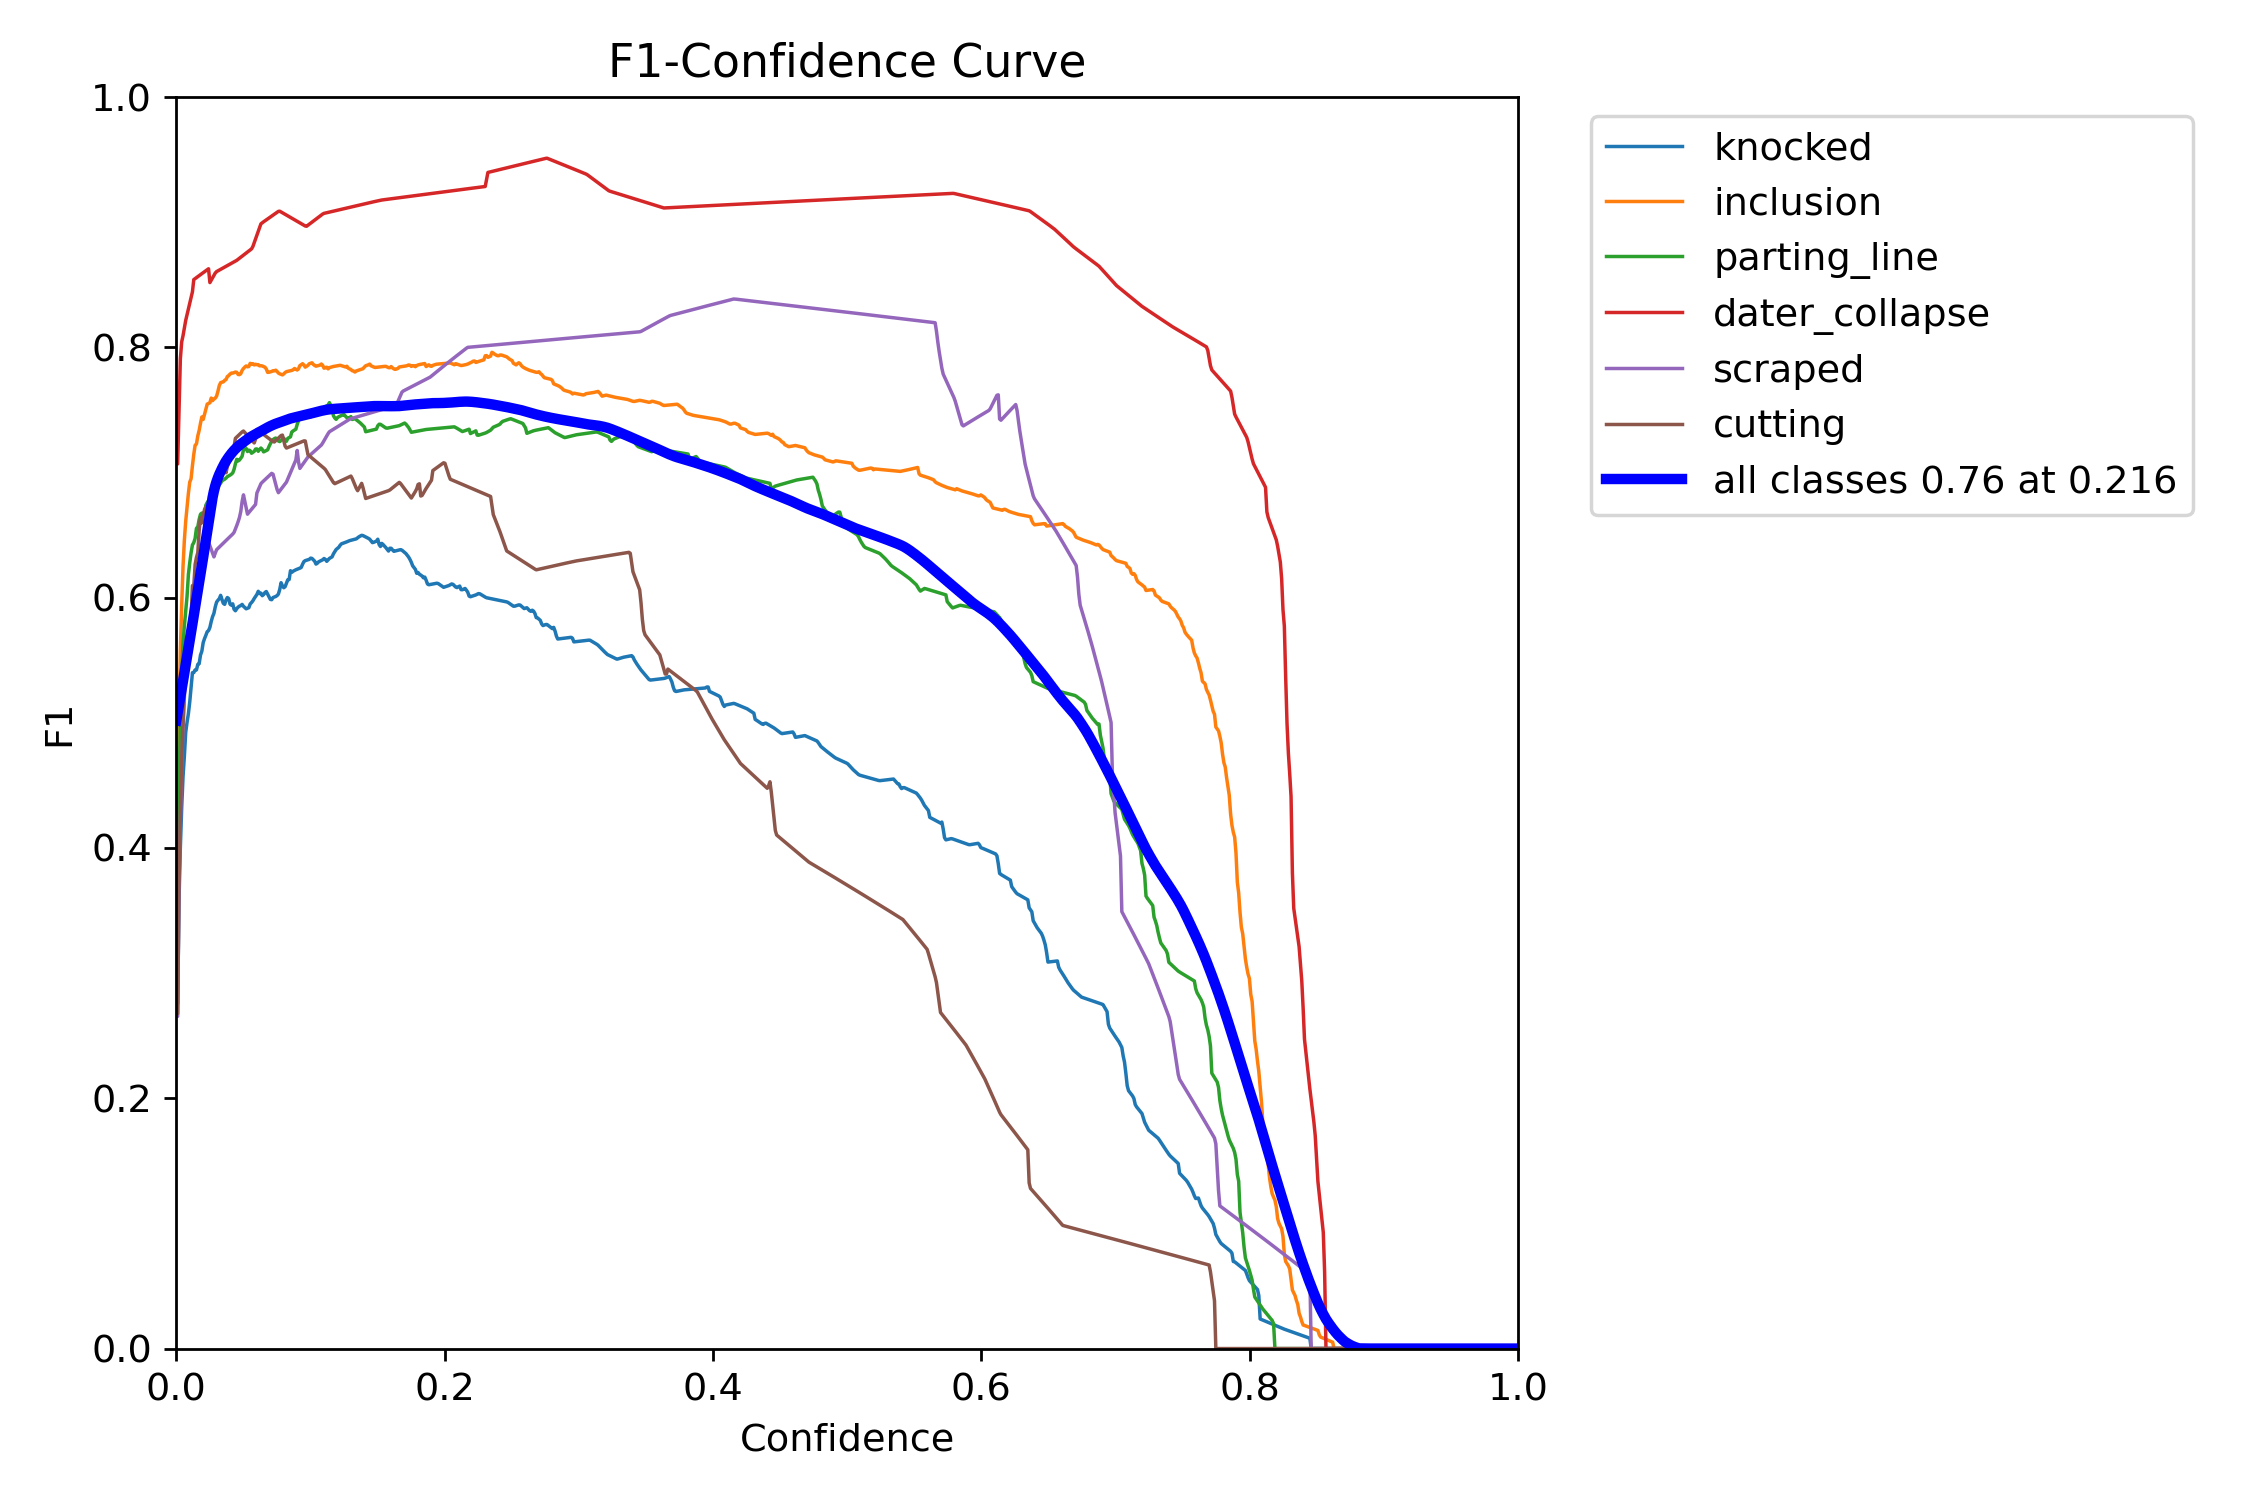 F1-Confidence Curve
1.0
0.8
0.6
0.4
0.2
0.0
F1
0.0 0.2 0.4 0.6 0.8 1.0
Confidence
knocked
inclusion
parting_line
dater_collapse
scraped
cutting
all classes 0.76 at 0.216